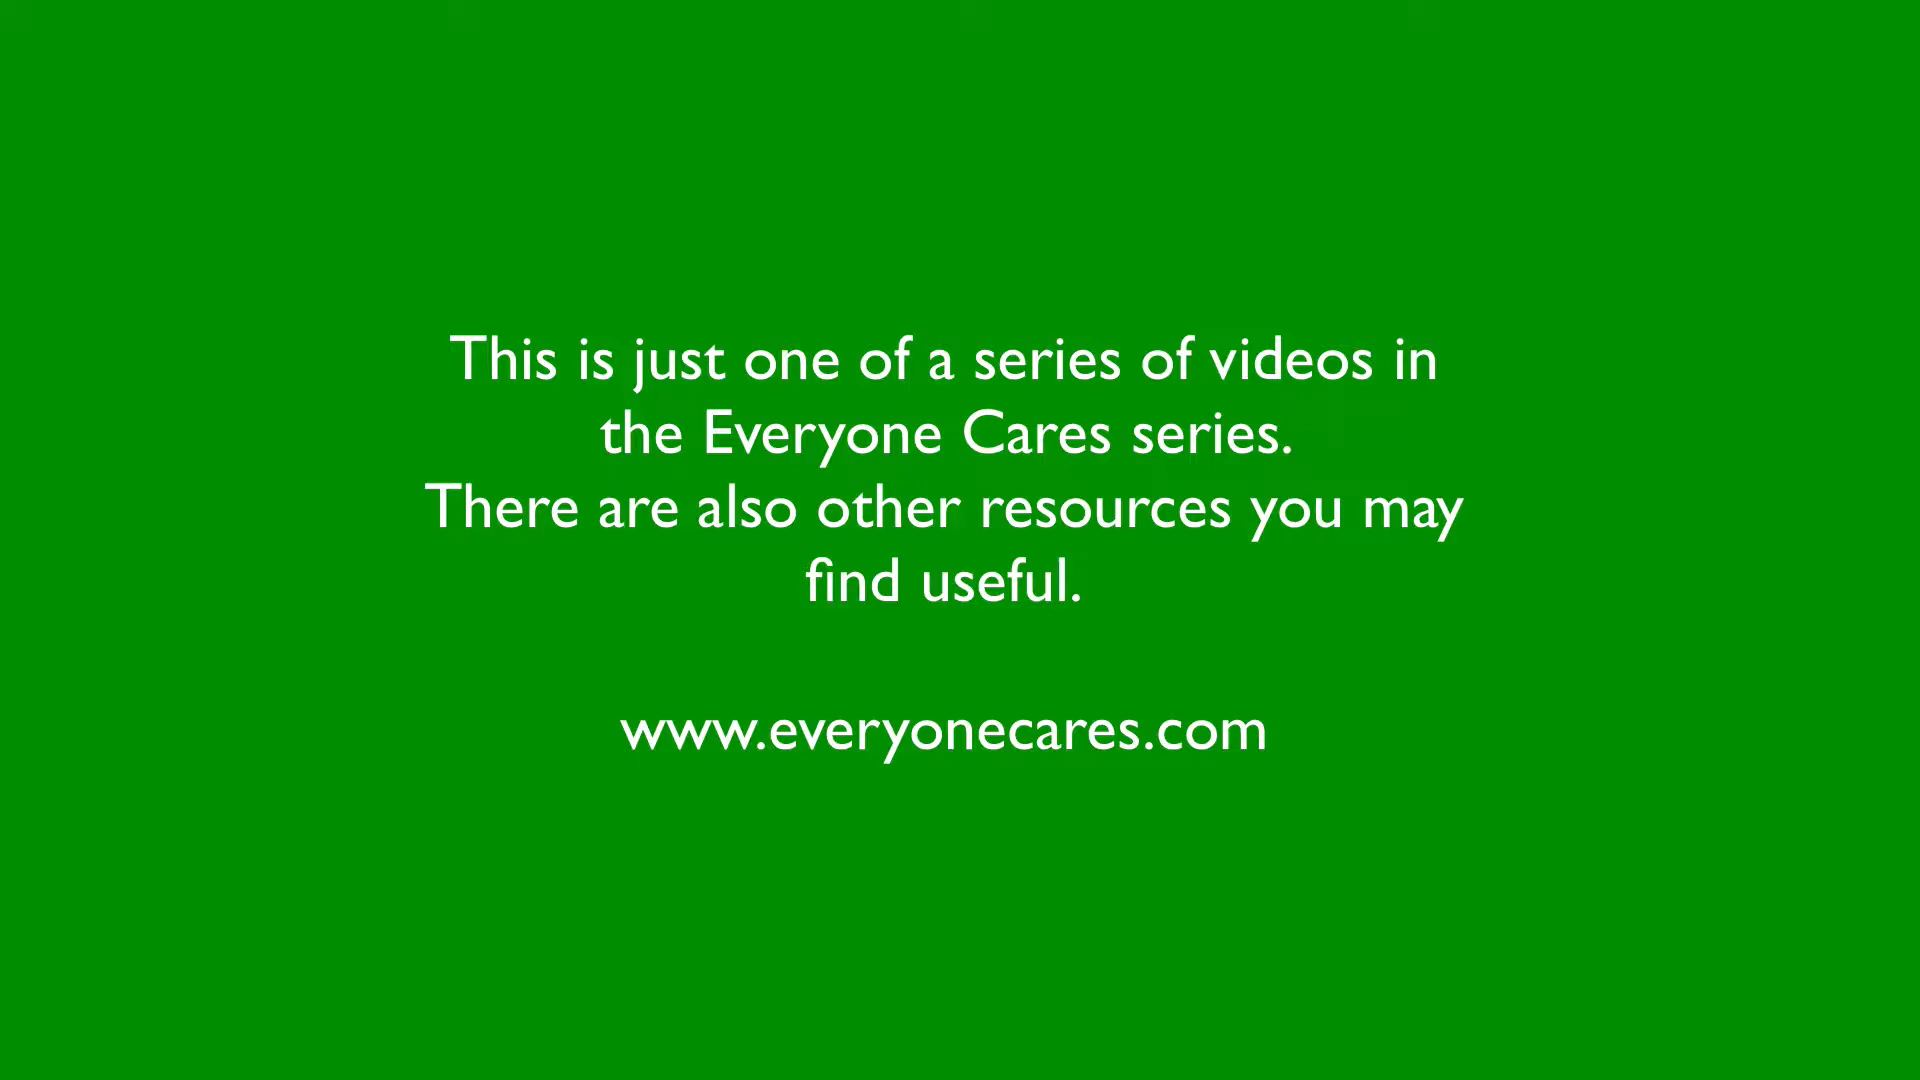 This is just one of a series of videos in
the Everyone Cares series.
There are also other resources you may
find useful.
www.everyonecares.com